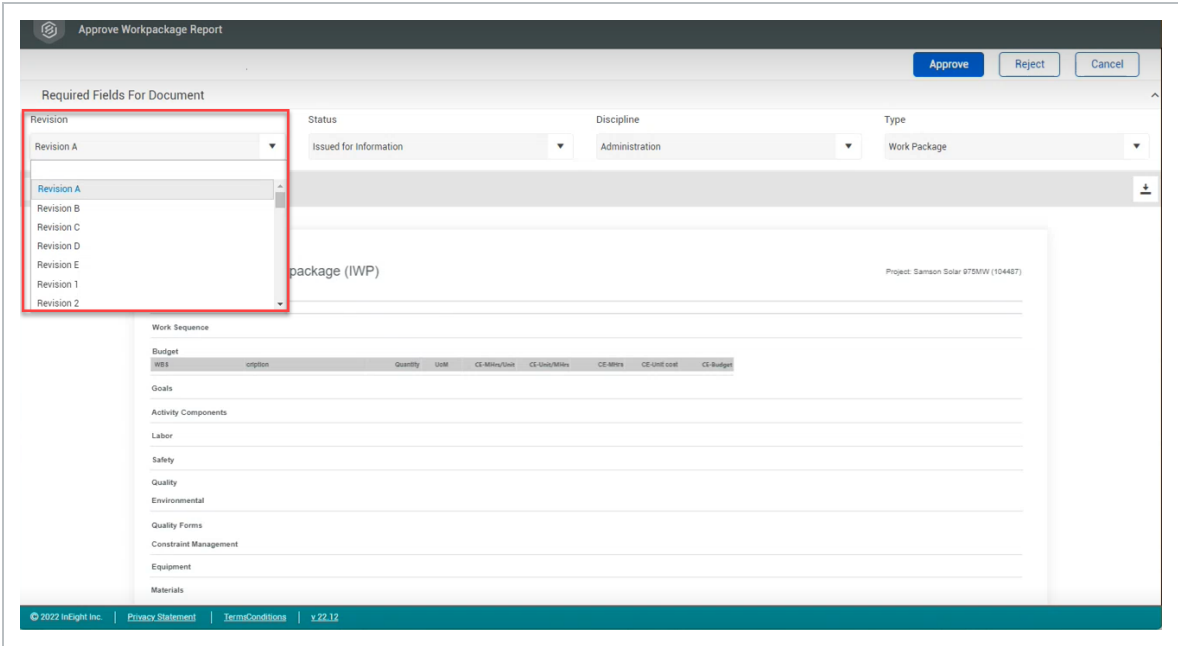 Approve Workpackage Report
Approve Reject Cancel
Required Fields For Document
Revision Status Discipline Type
Revision A Issued for Information Administration Work Package
Revision A
Revision B
Revision C
Revision D
Revision E
Revision 1
Revision 2
package (IWP) Project: Samson Solar 975MW (104487)
Work Sequence
Budget
WBS cription Quantity UoM CE-MHrs/Unit CE-Unit/MHrs CE-MHrs CE-Unit cost CE-Budget
Goals
Activity Components
Labor
Safety
Quality
Environmental
Quality Forms
Constraint Management
Equipment
Materials
© 2022 InEight Inc. | Privacy Statement | TermsConditions | v 22.12